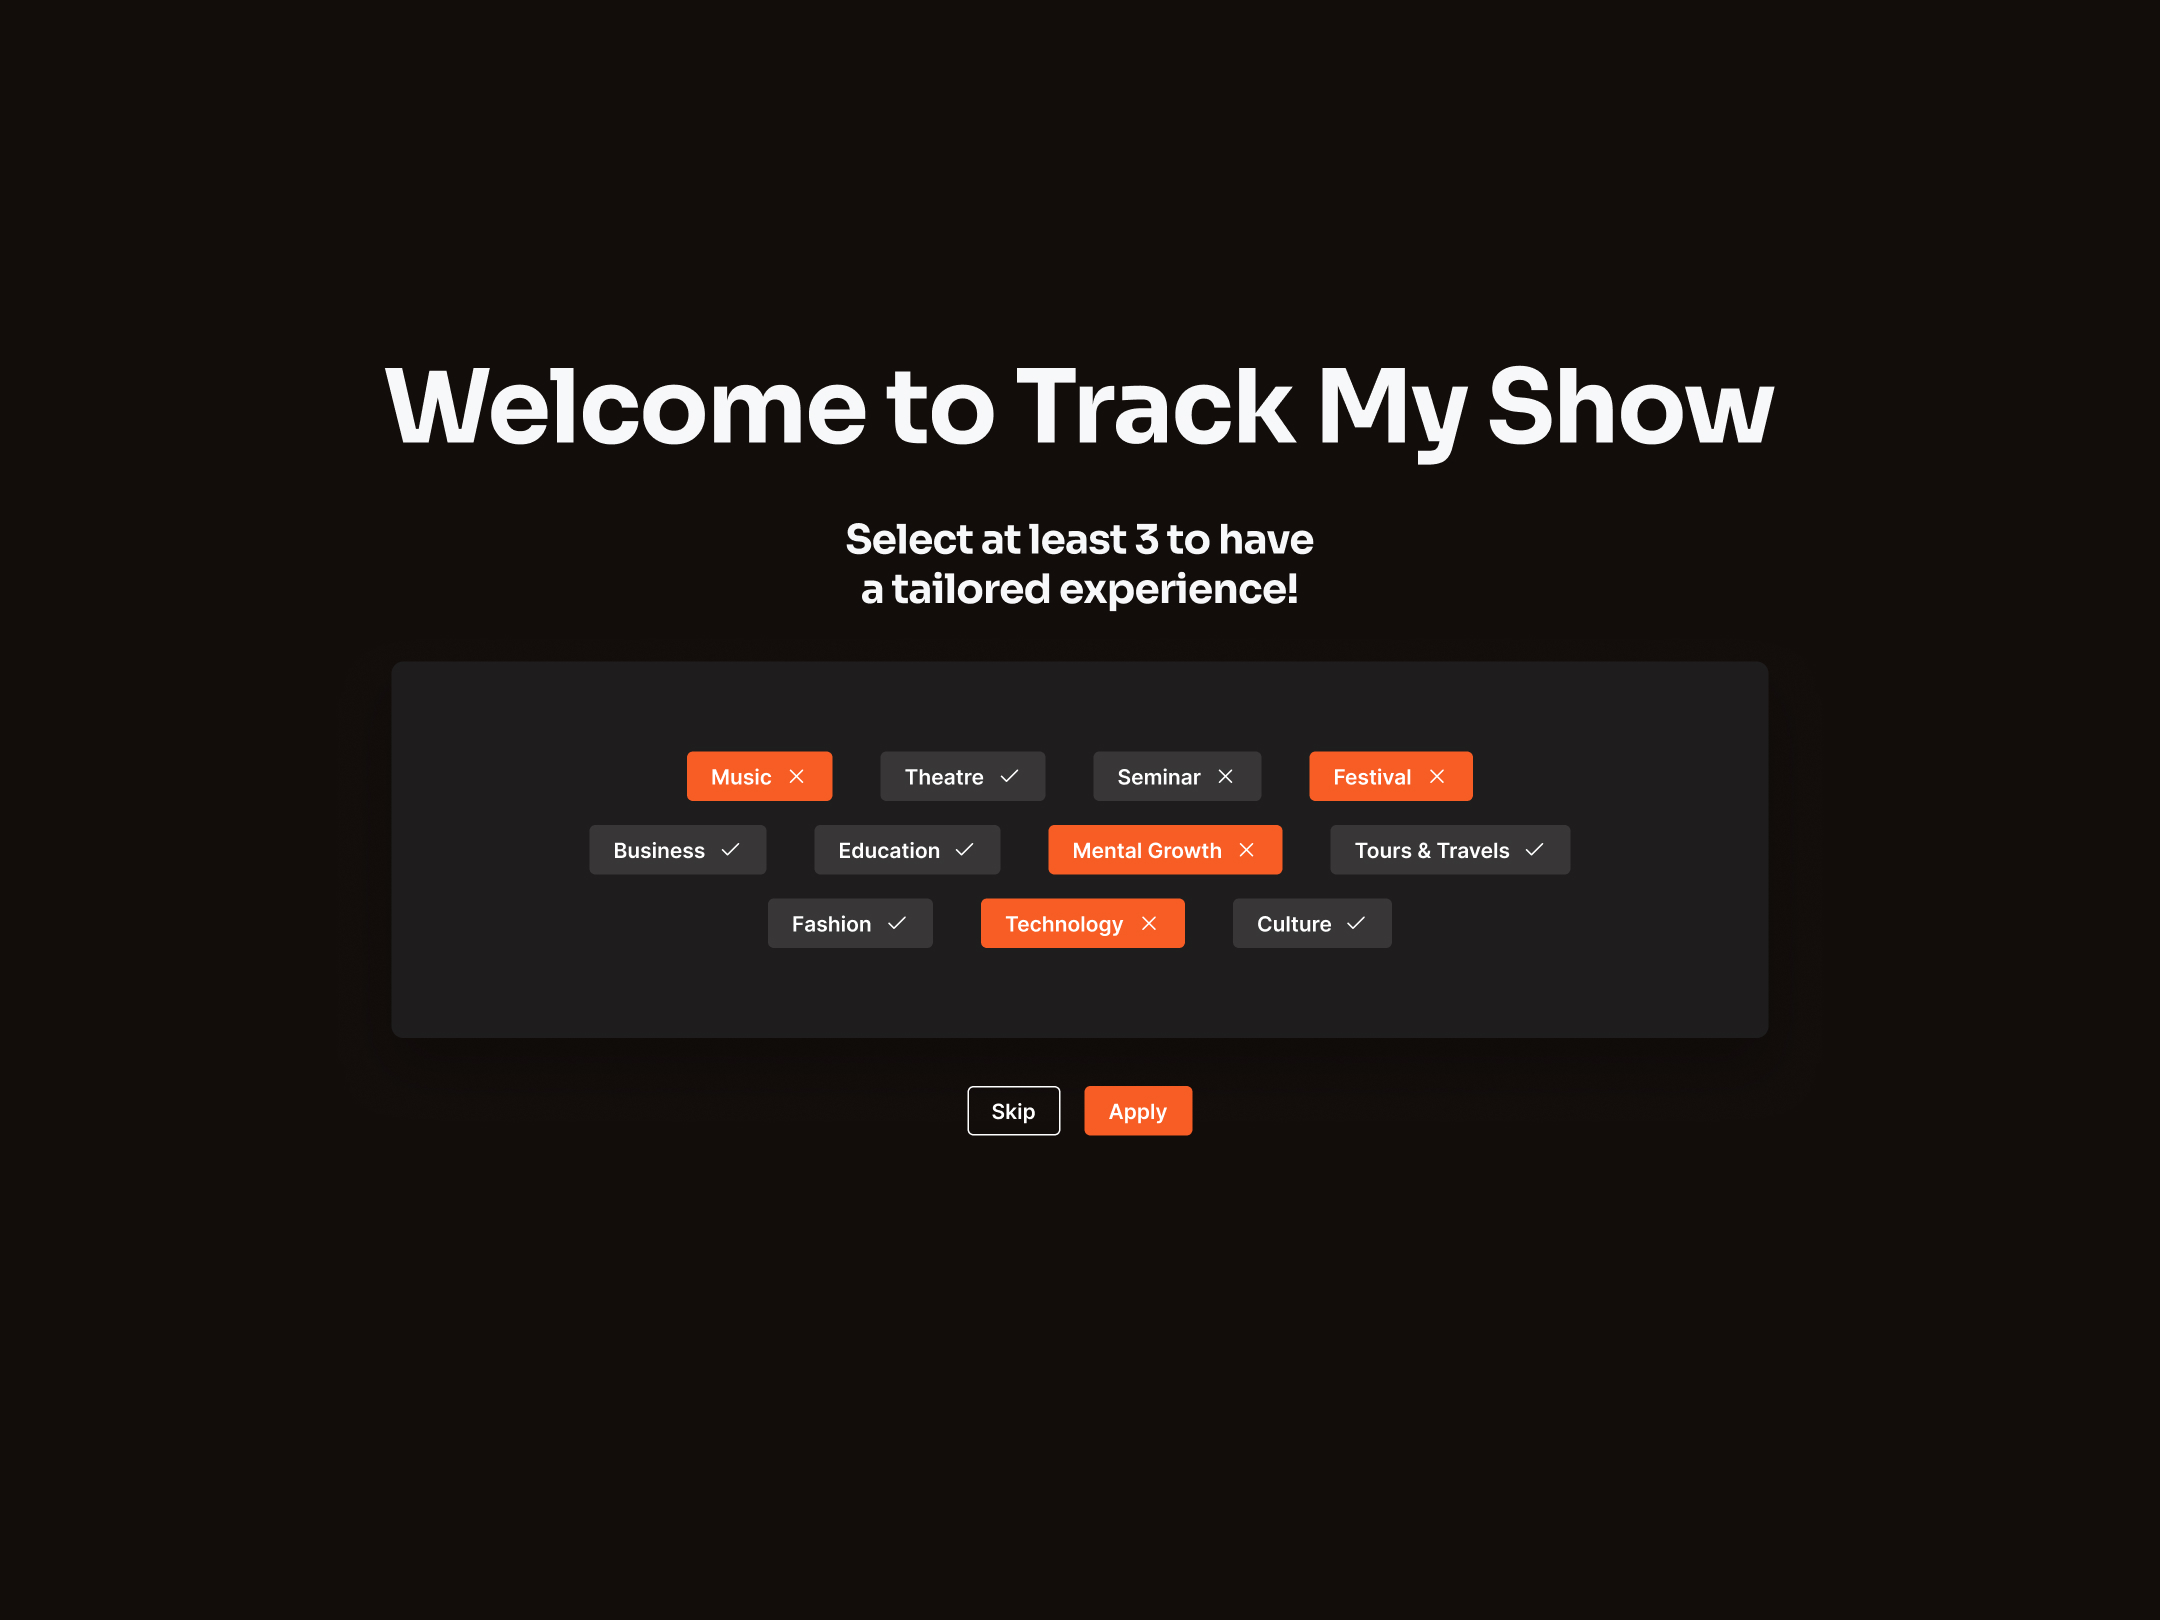 Welcome to Track My Show
Select at least 3 to have
a tailored experience!
Music Theatre Seminar Festival
Business Education Mental Growth Tours & Travels
Fashion Technology Culture
Skip Apply